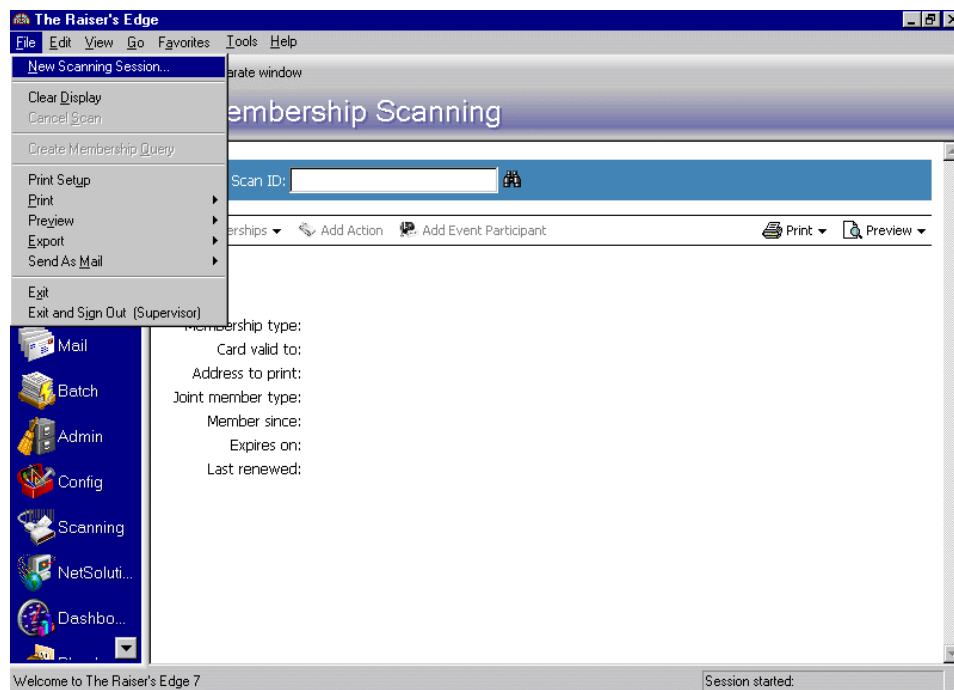 The Raiser's Edge
File Edit View Go Favorites Tools Help
New Scanning Session...
arate window
Clear Display
embership Scanning
Cancel Scan
Create Membership Query
Print Setup
Scan ID:
Print
Preview
erships Add Action Add Event Participant Print Preview
Export
Send As Mail
Exit
Exit and Sign Out (Supervisor)
Membership type:
Mail
Card valid to:
Address to print:
Batch
Joint member type:
Member since:
Admin
Expires on:
Last renewed:
Config
Scanning
NetSoluti...
Dashbo...
Welcome to The Raiser's Edge 7 Session started: